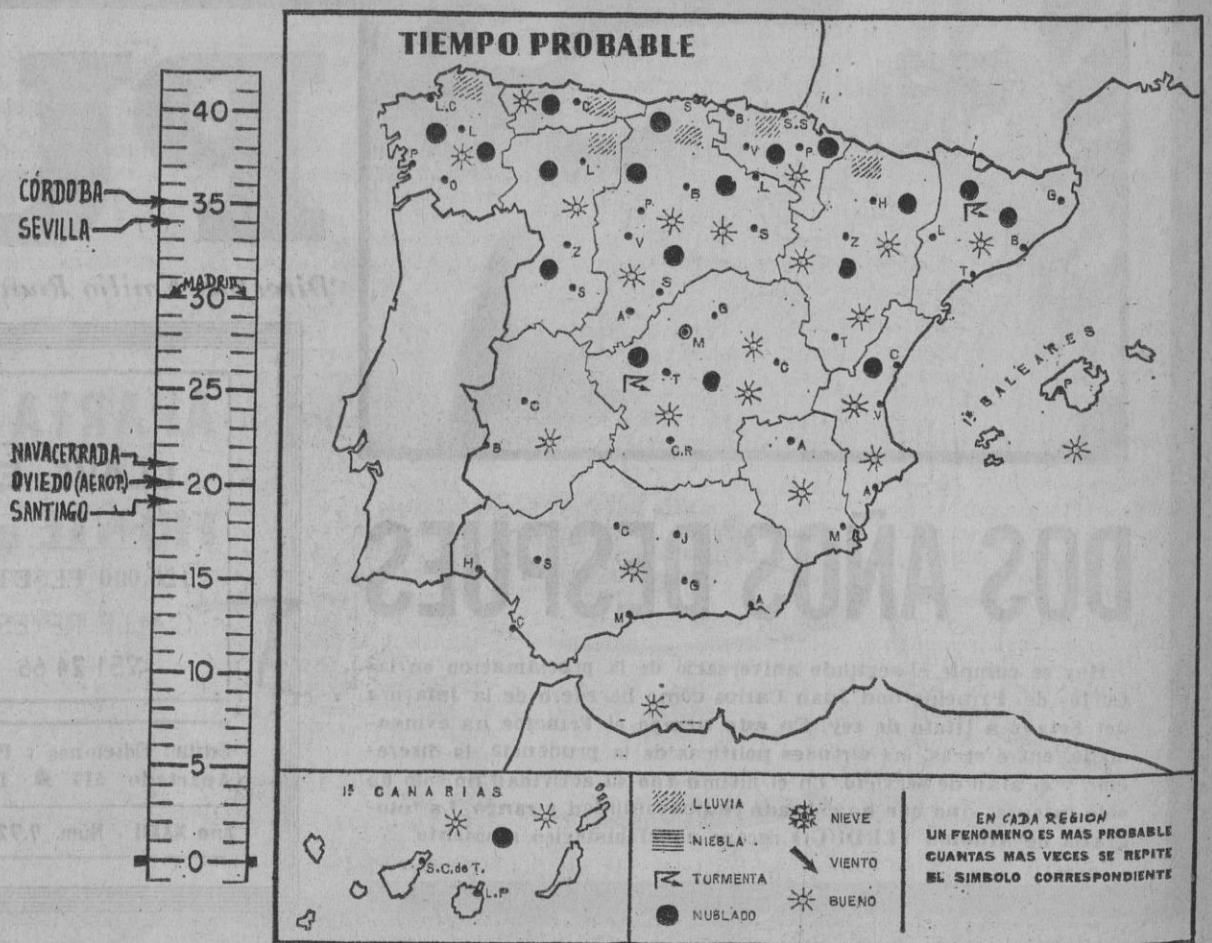 TIEMPO PROBABLE
40
CÓRDOBA
35
SEVILLA
MADRID
30
25
NAVACERRADA
OVIEDO (AEROP.)
20
SANTIAGO
15
10
5
0
L.C
L
P
O
O
S
B
S.S
V
P
L
L
B
P
V
S
Z
S
S
A
H
Z
T
L
G
B
T
G
M
T
C
C
V
A
C
B
C.R
A
M
C
J
H
S
G
A
M
C
Is BALEARES
Is CANARIAS
S.C. de T.
L.P
LLUVIA
NIEBLA
TORMENTA
NUBLADO
NIEVE
VIENTO
BUENO
EN CADA REGION
UN FENOMENO ES MAS PROBABLE
CUANTAS MAS VECES SE REPITE
EL SIMBOLO CORRESPONDIENTE
DOS AÑOS DESPUES